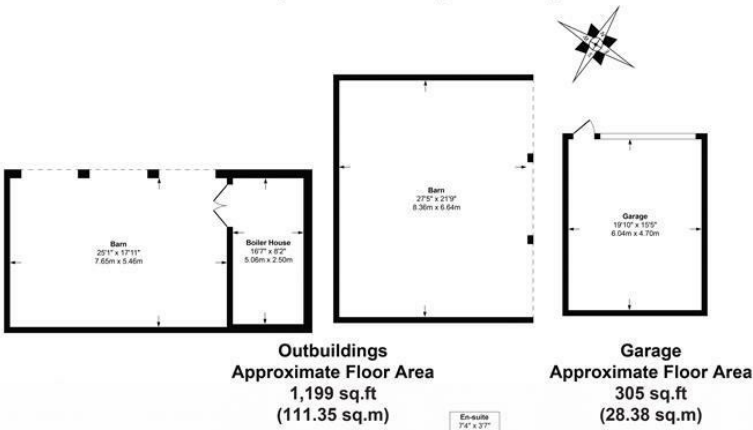 Barn
25'1" x 17'11"
7.65m x 5.46m
Boiler House
16'7" x 8'2"
5.06m x 2.50m
Barn
27'5" x 21'9"
8.36m x 6.64m
Garage
19'10" x 15'5"
6.04m x 4.70m
Outbuildings
Approximate Floor Area
1,199 sq.ft
(111.35 sq.m)
Garage
Approximate Floor Area
305 sq.ft
(28.38 sq.m)
En-suite
7'4" x 3'7"